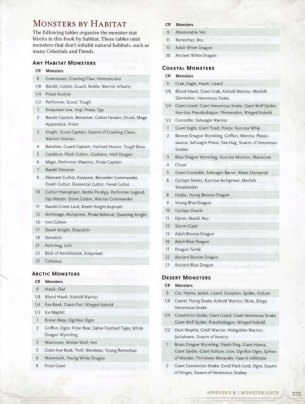 MONSTERS BY HABITAT
The following tables organize the monster stat
blocks in this book by habitat. These tables omit
monsters that don't inhabit natural habitats, such as
many Celestials and Fiends.
ANY HABITAT MONSTERS
CR Monsters
0 Commoner, Crawling Claw, Homunculus
1/8 Bandit, Cultist, Guard, Noble, Warrior Infantry
1/4 Priest Acolyte
1/2 Performer, Scout, Tough
1 Empyrean Iota, Imp, Pirate, Spy
2 Bandit Captain, Berserker, Cultist Fanatic, Druid, Mage
Apprentice, Priest
3 Knight, Scout Captain, Swarm of Crawling Claws,
Warrior Veteran
4 Banshee, Guard Captain, Helmed Horror, Tough Boss
5 Cambion, Flesh Golem, Gladiator, Half-Dragon
6 Mage, Performer Maestro, Pirate Captain
7 Bandit Deceiver
8 Aberrant Cultist, Assassin, Berserker Commander,
Death Cultist, Elemental Cultist, Fiend Cultist
10 Cultist Hierophant, Noble Prodigy, Performer Legend,
Spy Master, Stone Golem, Warrior Commander
11 Bandit Crime Lord, Death Knight Aspirant
12 Archmage, Archpriest, Pirate Admiral, Questing Knight
16 Iron Golem
17 Death Knight, Dracolich
18 Demilich
21 Arch-hag, Lich
23 Blob of Annihilation, Empyrean
25 Colossus
ARCTIC MONSTERS
CR Monsters
0 Hawk, Owl
1/8 Blood Hawk, Kobold Warrior
1/4 Axe Beak, Giant Owl, Winged Kobold
1/2 Ice Mephit
1 Brown Bear, Ogrillon Ogre
2 Griffon, Ogre, Polar Bear, Saber-Toothed Tiger, White
Dragon Wyrmling
3 Manticore, Winter Wolf, Yeti
5 Giant Axe Beak, Troll, Werebear, Young Remorhaz
6 Mammoth, Young White Dragon
8 Frost Giant
CR Monsters
9 Abominable Yeti
11 Remorhaz, Roc
13 Adult White Dragon
20 Ancient White Dragon
COASTAL MONSTERS
CR Monsters
0 Crab, Eagle, Hawk, Lizard
1/8 Blood Hawk, Giant Crab, Kobold Warrior, Merfolk
Skirmisher, Venomous Snake
1/4 Giant Lizard, Giant Venomous Snake, Giant Wolf Spider,
Kuo-toa, Pseudodragon, Pteranodon, Winged Kobold
1/2 Crocodile, Sahuagin Warrior
1 Giant Eagle, Giant Toad, Harpy, Kuo-toa Whip
2 Bronze Dragon Wyrmling, Griffon, Merrow, Plesio-
saurus, Sahuagin Priest, Sea Hag, Swarm of Venomous
Snakes
3 Blue Dragon Wyrmling, Kuo-toa Monitor, Manticore
4 Chuul
5 Giant Crocodile, Sahuagin Baron, Water Elemental
6 Cyclops Sentry, Kuo-toa Archpriest, Merfolk
Wavebender
8 Hydra, Young Bronze Dragon
9 Young Blue Dragon
10 Cyclops Oracle
11 Djinni, Marid, Roc
13 Storm Giant
15 Adult Bronze Dragon
16 Adult Blue Dragon
17 Dragon Turtle
22 Ancient Bronze Dragon
23 Ancient Blue Dragon
DESERT MONSTERS
CR Monsters
0 Cat, Hyena, Jackal, Lizard, Scorpion, Spider, Vulture
1/8 Camel, Flying Snake, Kobold Warrior, Mule, Stirge,
Venomous Snake
1/4 Constrictor Snake, Giant Lizard, Giant Venomous Snake,
Giant Wolf Spider, Pseudodragon, Winged Kobold
1/2 Dust Mephit, Gnoll Warrior, Hobgoblin Warrior,
Jackalwere, Swarm of Insects
1 Brass Dragon Wyrmling, Death Dog, Giant Hyena,
Giant Spider, Giant Vulture, Lion, Ogrillon Ogre, Sphinx
of Wonder, Thri-kreen Marauder, Yuan-ti Infiltrator
2 Giant Constrictor Snake, Gnoll Pack Lord, Ogre, Swarm
of Stirges, Swarm of Venomous Snakes
APPENDIX B | MONSTER LISTS
375